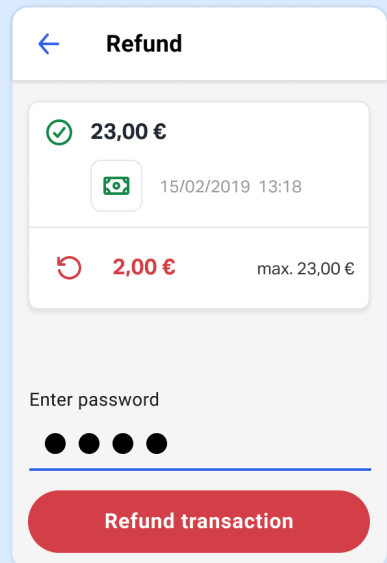 Refund
23,00 €
15/02/2019 13:18
2,00 €
max. 23,00 €
Enter password
Refund transaction